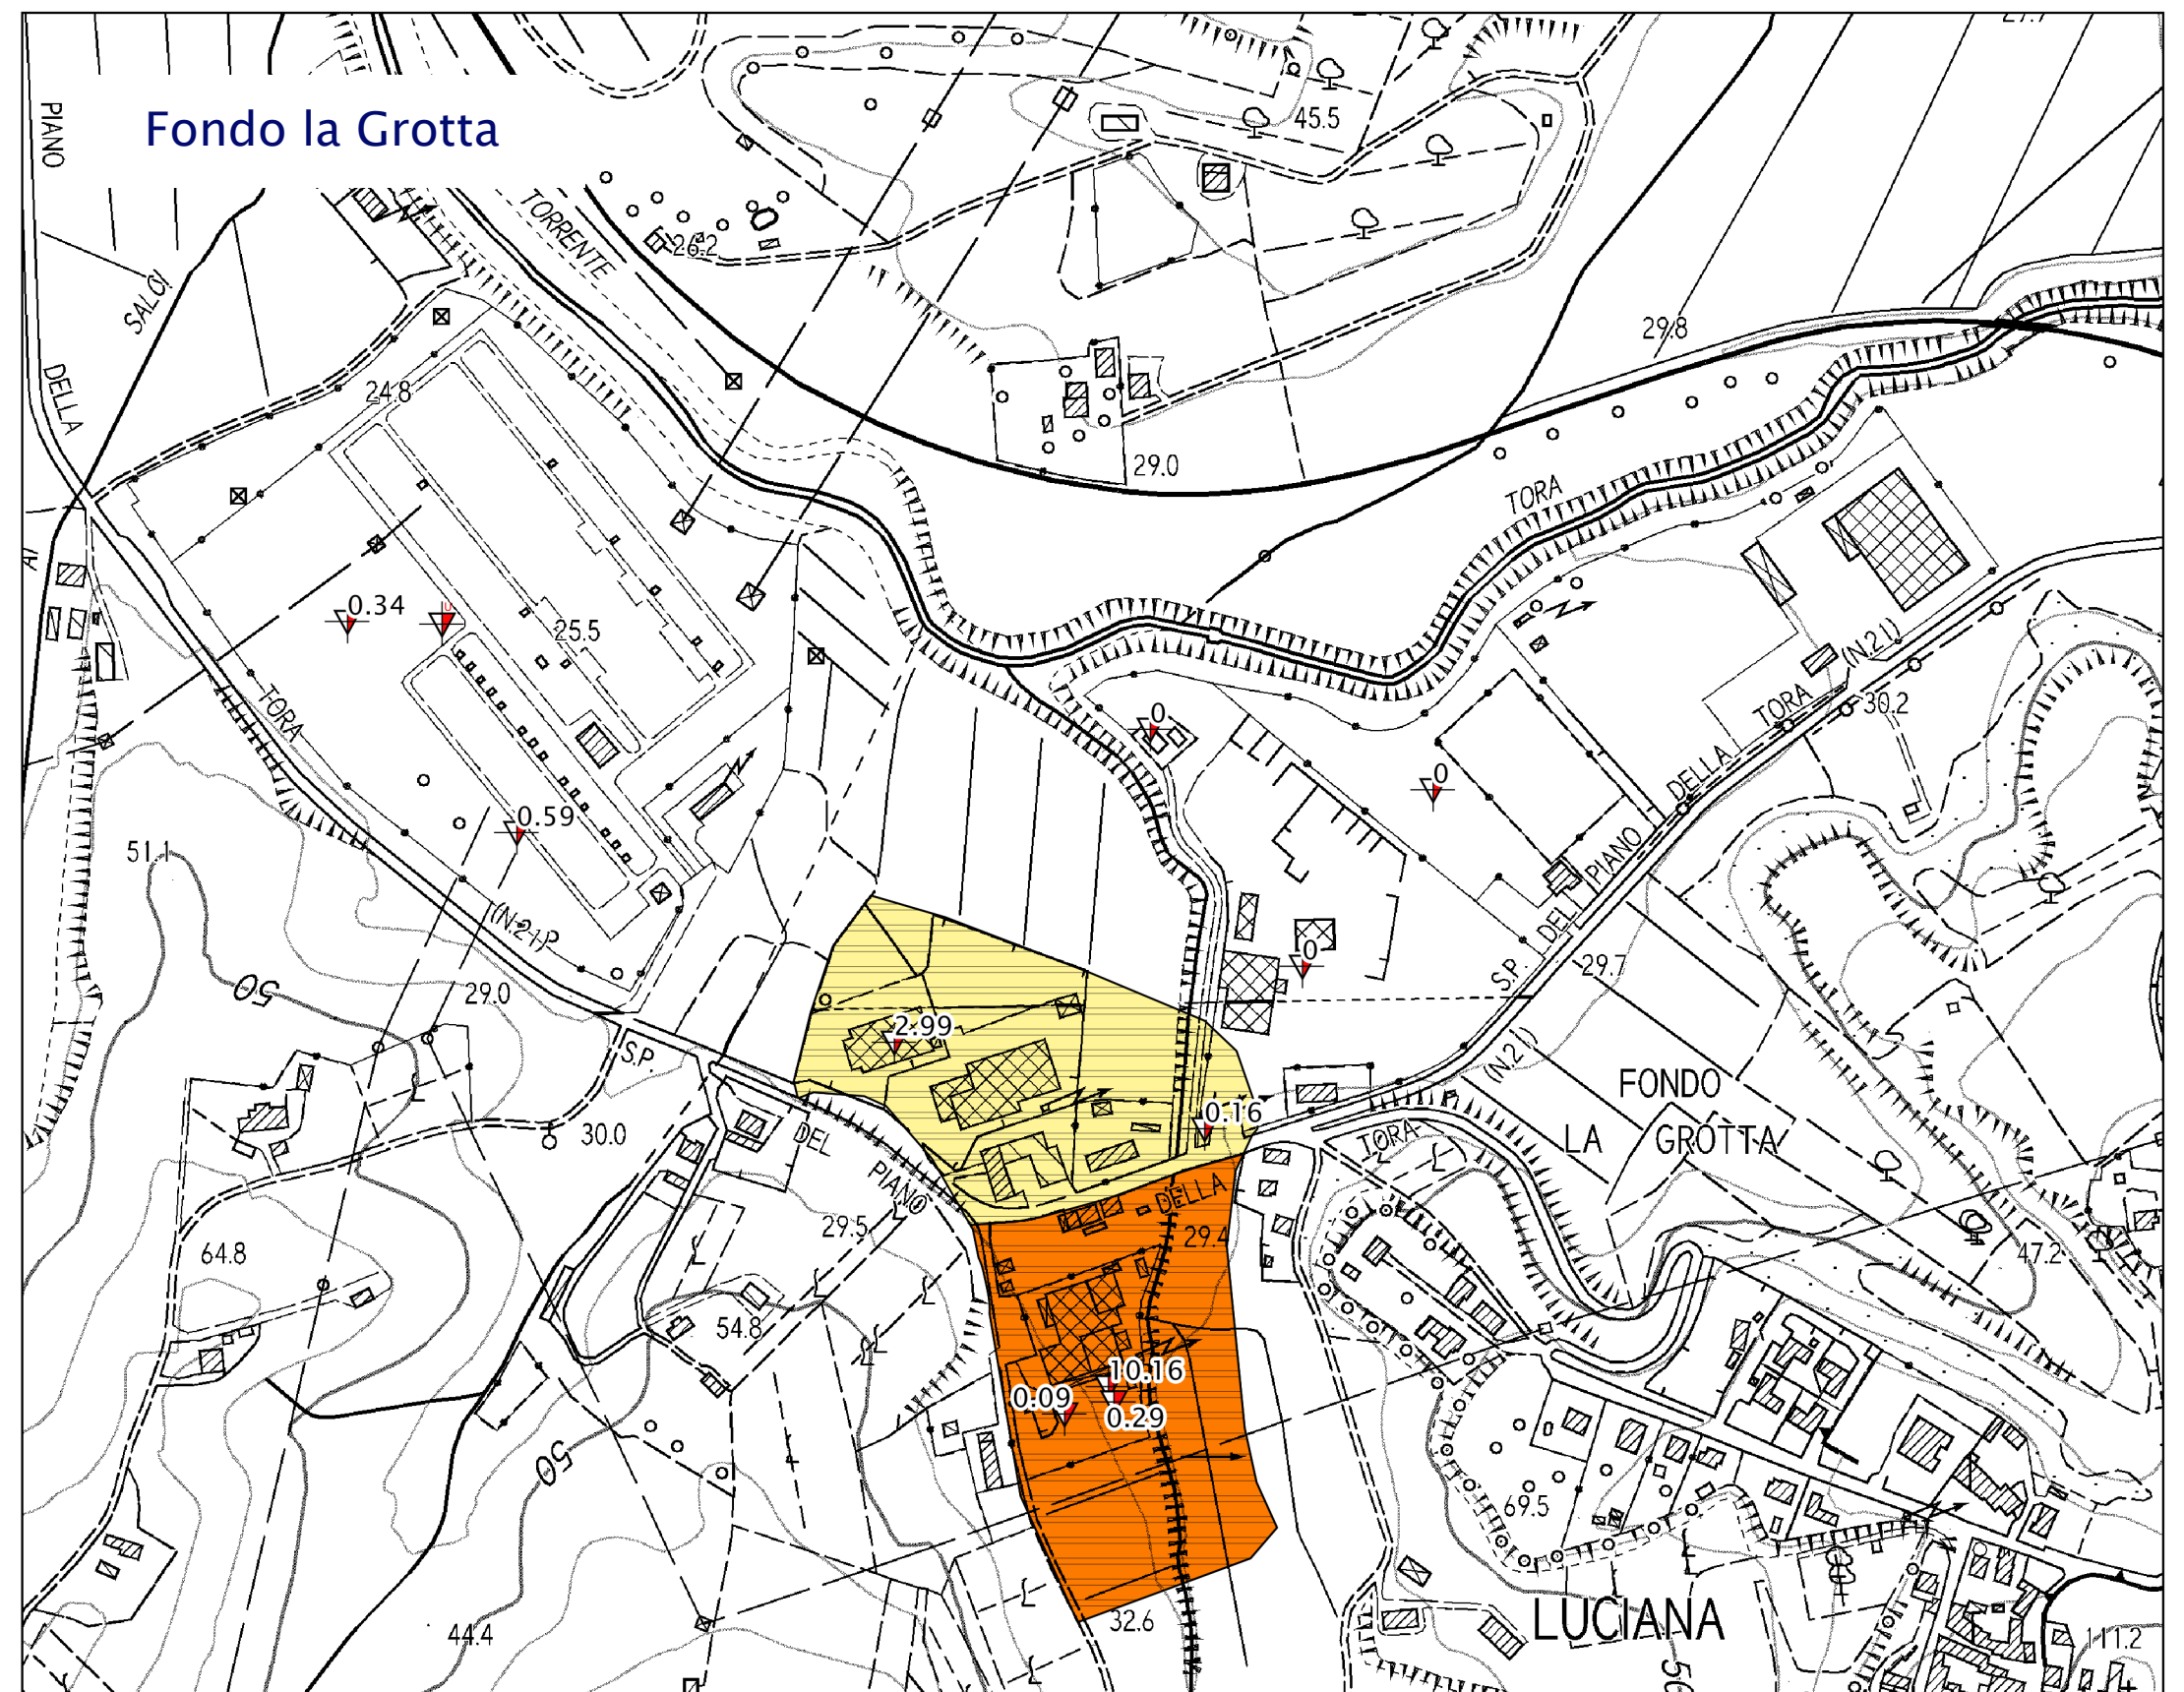 Fondo la Grotta
PIANO
DELLA
SALOI
TORRENTE
26.2
45.5
29.8
24.8
29.0
TORA
0.34
25.5
TORA
(N.21)
30.2
TORA
DELLA
0
0
0.59
PIANO
51.1
DEL
S.P.
(N.21)
50
29.0
0
29.7
2.99
S.P.
(N.21)
FONDO
LA GROTTA
0.16
30.0
DEL
TORA
PIANO
DELLA
29.5
29.4
64.8
47.2
54.8
10.16
0.09
0.29
50
69.5
LUCIANA
32.6
44.4
111.2